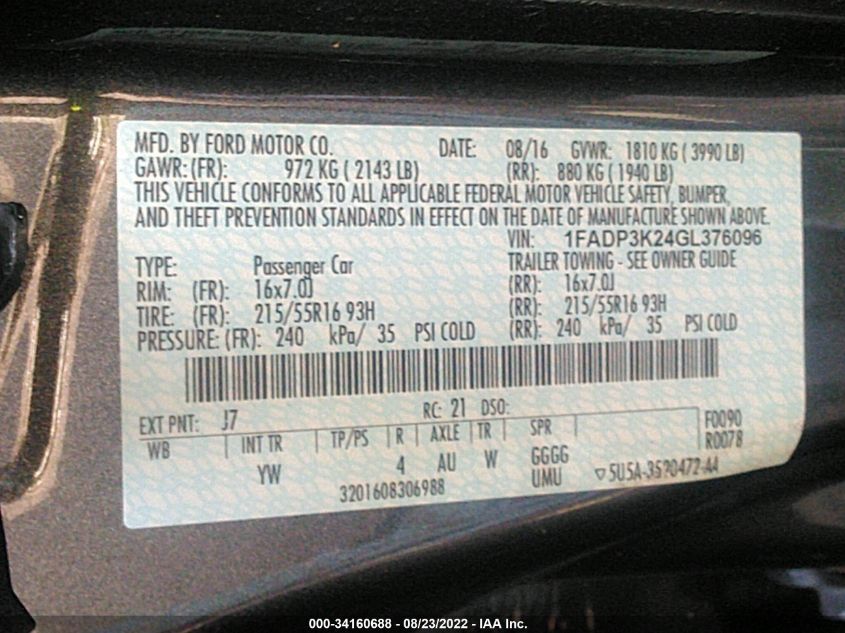 MFD. BY FORD MOTOR CO. DATE: 08/16 GVWR: 1810 KG ( 3990 LB)
GAWR: (FR): 972 KG ( 2143 LB) (RR): 880 KG ( 1940 LB)
THIS VEHICLE CONFORMS TO ALL APPLICABLE FEDERAL MOTOR VEHICLE SAFETY, BUMPER,
AND THEFT PREVENTION STANDARDS IN EFFECT ON THE DATE OF MANUFACTURE SHOWN ABOVE.
VIN: 1FADP3K24GL376096
TYPE: Passenger Car TRAILER TOWING - SEE OWNER GUIDE
RIM: (FR): 16x7.0J (RR): 16x7.0J
TIRE: (FR): 215/55R16 93H (RR): 215/55R16 93H
PRESSURE: (FR): 240 kPa/ 35 PSI COLD (RR): 240 kPa/ 35 PSI COLD
EXT PNT: J7 RC: 21 DSO:
WB INT TR TP/PS R AXLE TR SPR F0090
YW 4 AU W GGGG R0078
3201608306988 UMU
000-34160688 - 08/23/2022 - IAA Inc.